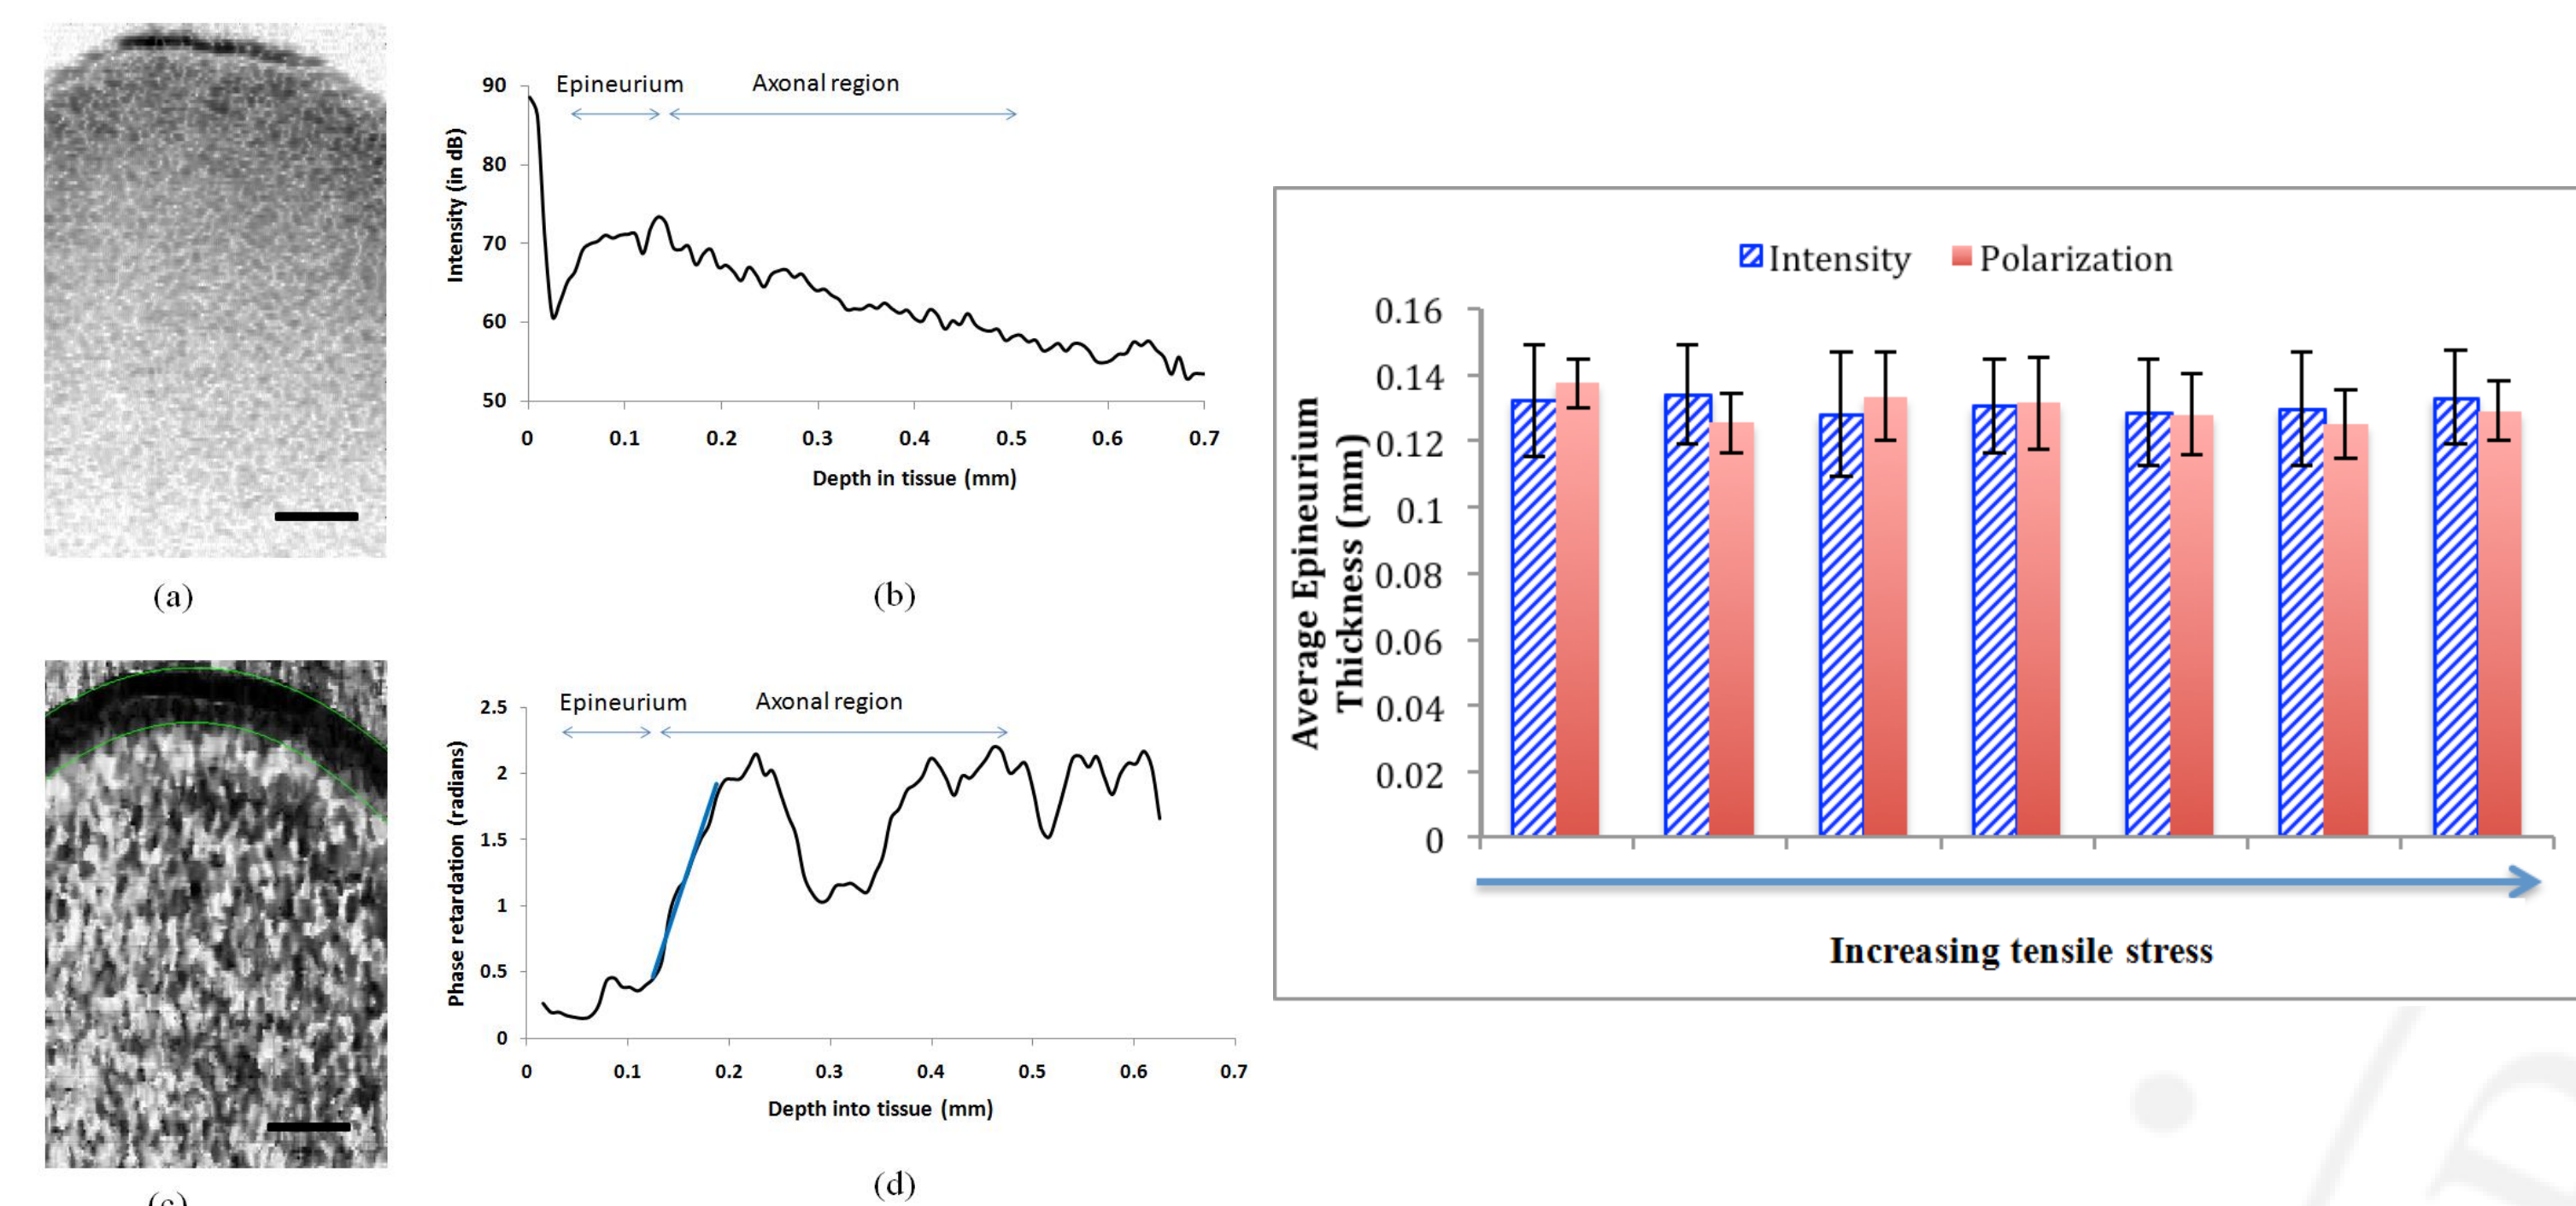 (a)
90
80
70
60
50
Intensity (in dB)
Epineurium Axonal region
0 0.1 0.2 0.3 0.4 0.5 0.6 0.7
Depth in tissue (mm)
(b)
(c)
2.5
2
1.5
1
0.5
0
Phase retardation (radians)
Epineurium Axonal region
0 0.1 0.2 0.3 0.4 0.5 0.6 0.7
Depth into tissue (mm)
(d)
Intensity Polarization
Average Epineurium
Thickness (mm)
0.16
0.14
0.12
0.1
0.08
0.06
0.04
0.02
0
Increasing tensile stress